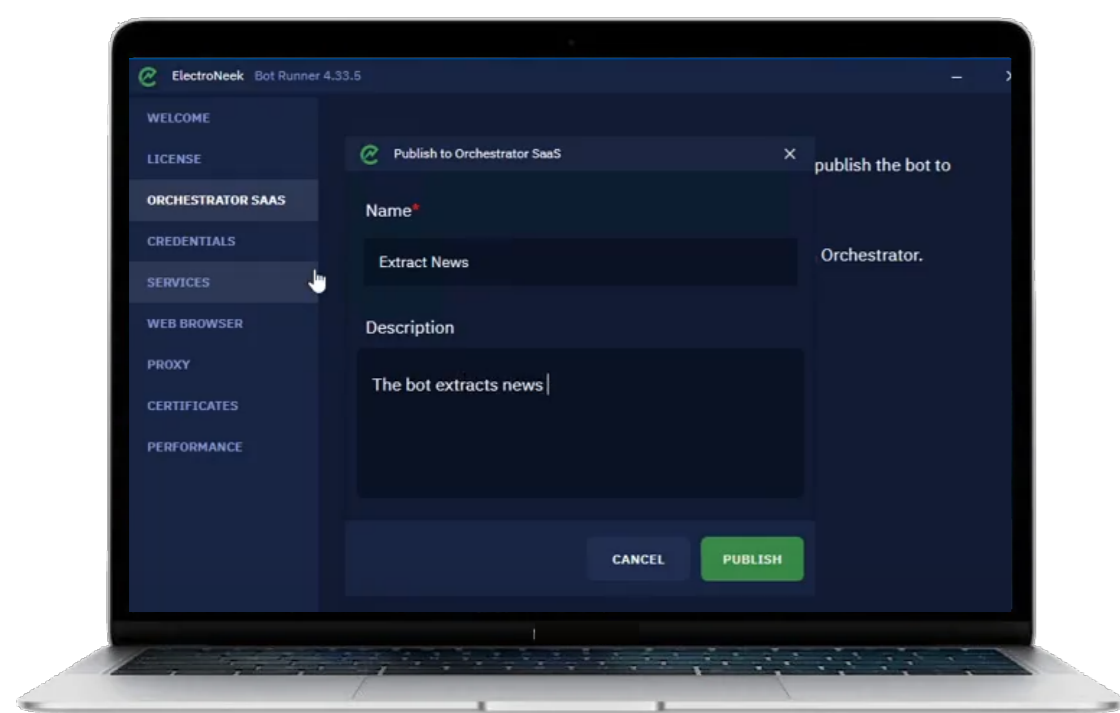 ElectroNeek Bot Runner 4.33.5
WELCOME
LICENSE
ORCHESTRATOR SAAS
CREDENTIALS
SERVICES
WEB BROWSER
PROXY
CERTIFICATES
PERFORMANCE
Publish to Orchestrator SaaS
publish the bot to
Name*
Extract News
Orchestrator.
Description
The bot extracts news
CANCEL
PUBLISH